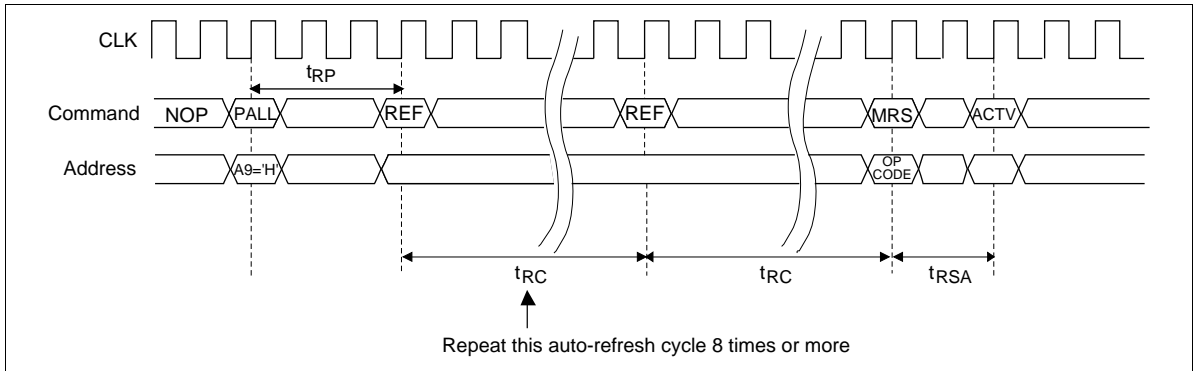 CLK
tRP
Command NOP PALL REF REF MRS ACTV
Address A9='H' OP CODE
tRC tRC tRSA
Repeat this auto-refresh cycle 8 times or more